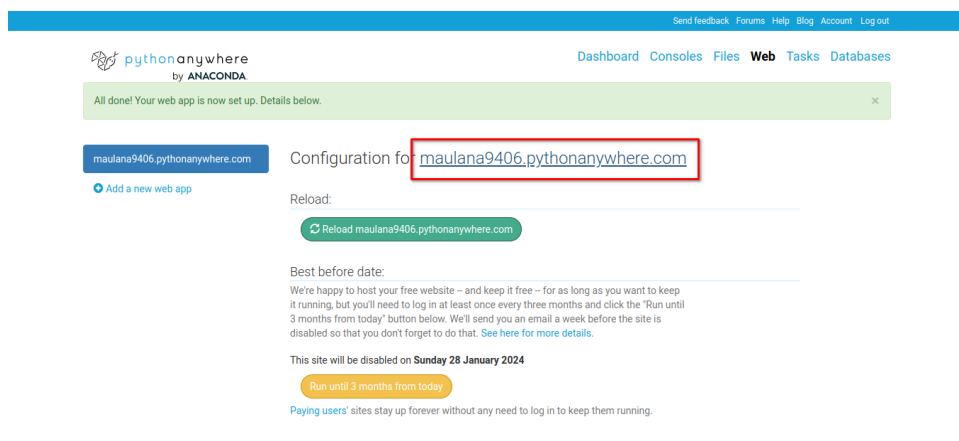 Send feedback Forums Help Blog Account Log out
pythonanywhere
by ANACONDA
Dashboard Consoles Files Web Tasks Databases
All done! Your web app is now set up. Details below. ×
maulana9406.pythonanywhere.com
Add a new web app
Configuration for maulana9406.pythonanywhere.com
Reload:
Reload maulana9406.pythonanywhere.com
Best before date:
We're happy to host your free website -- and keep it free -- for as long as you want to keep
it running, but you'll need to log in at least once every three months and click the "Run until
3 months from today" button below. We'll send you an email a week before the site is
disabled so that you don't forget to do that. See here for more details.
This site will be disabled on Sunday 28 January 2024
Run until 3 months from today
Paying users' sites stay up forever without any need to log in to keep them running.